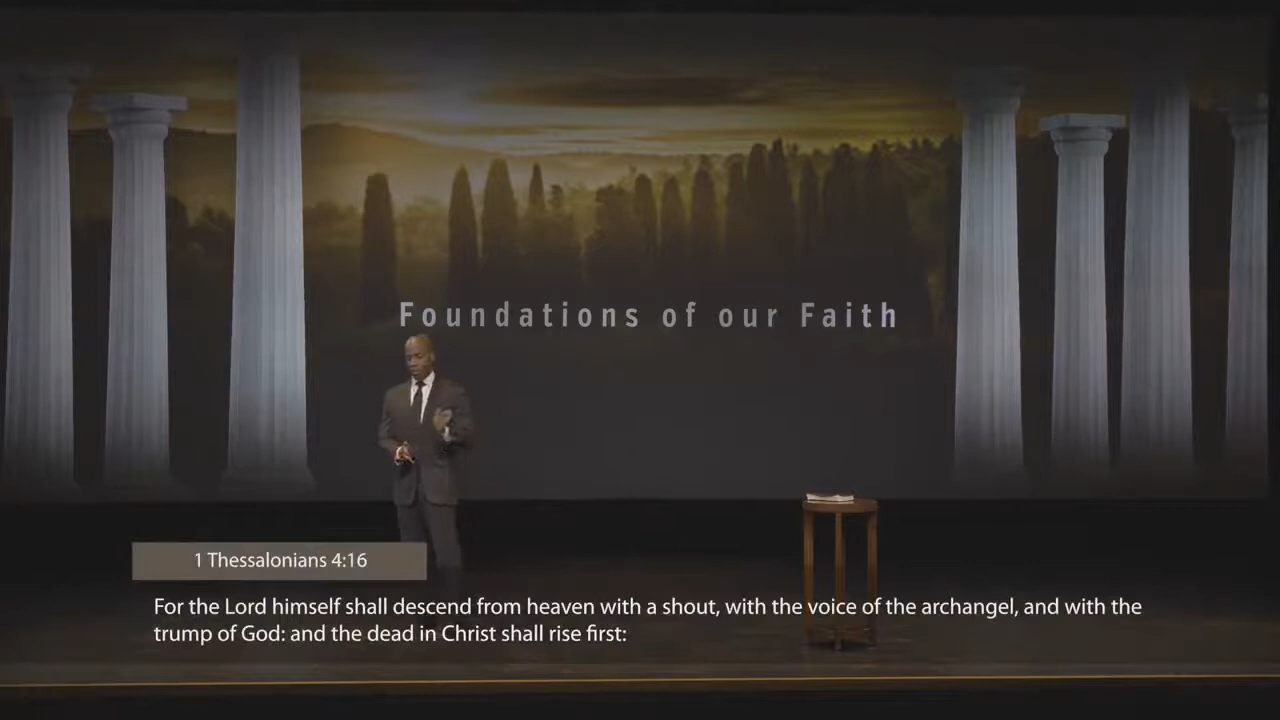 Foundations of our Faith
1 Thessalonians 4:16
For the Lord himself shall descend from heaven with a shout, with the voice of the archangel, and with the
trump of God: and the dead in Christ shall rise first: